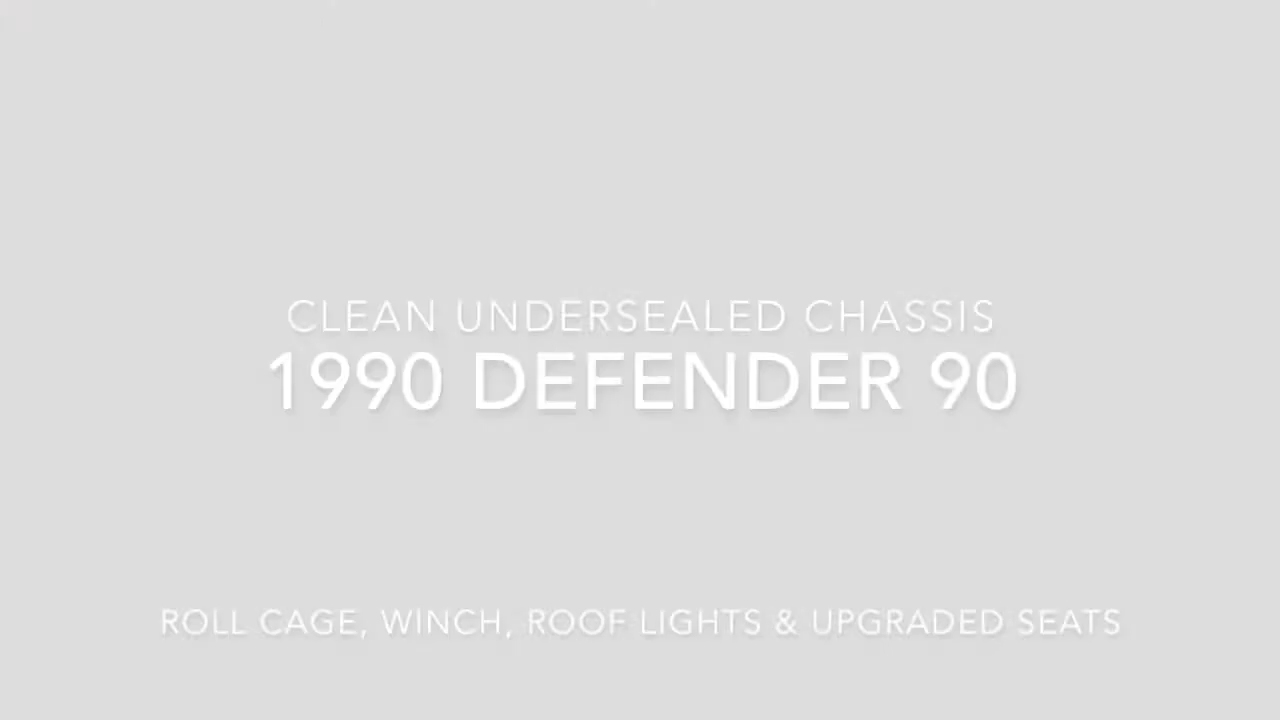 CLEAN UNDERSEALED CHASSIS
1990 DEFENDER 90
ROLL CAGE, WINCH, ROOF LIGHTS & UPGRADED SEATS